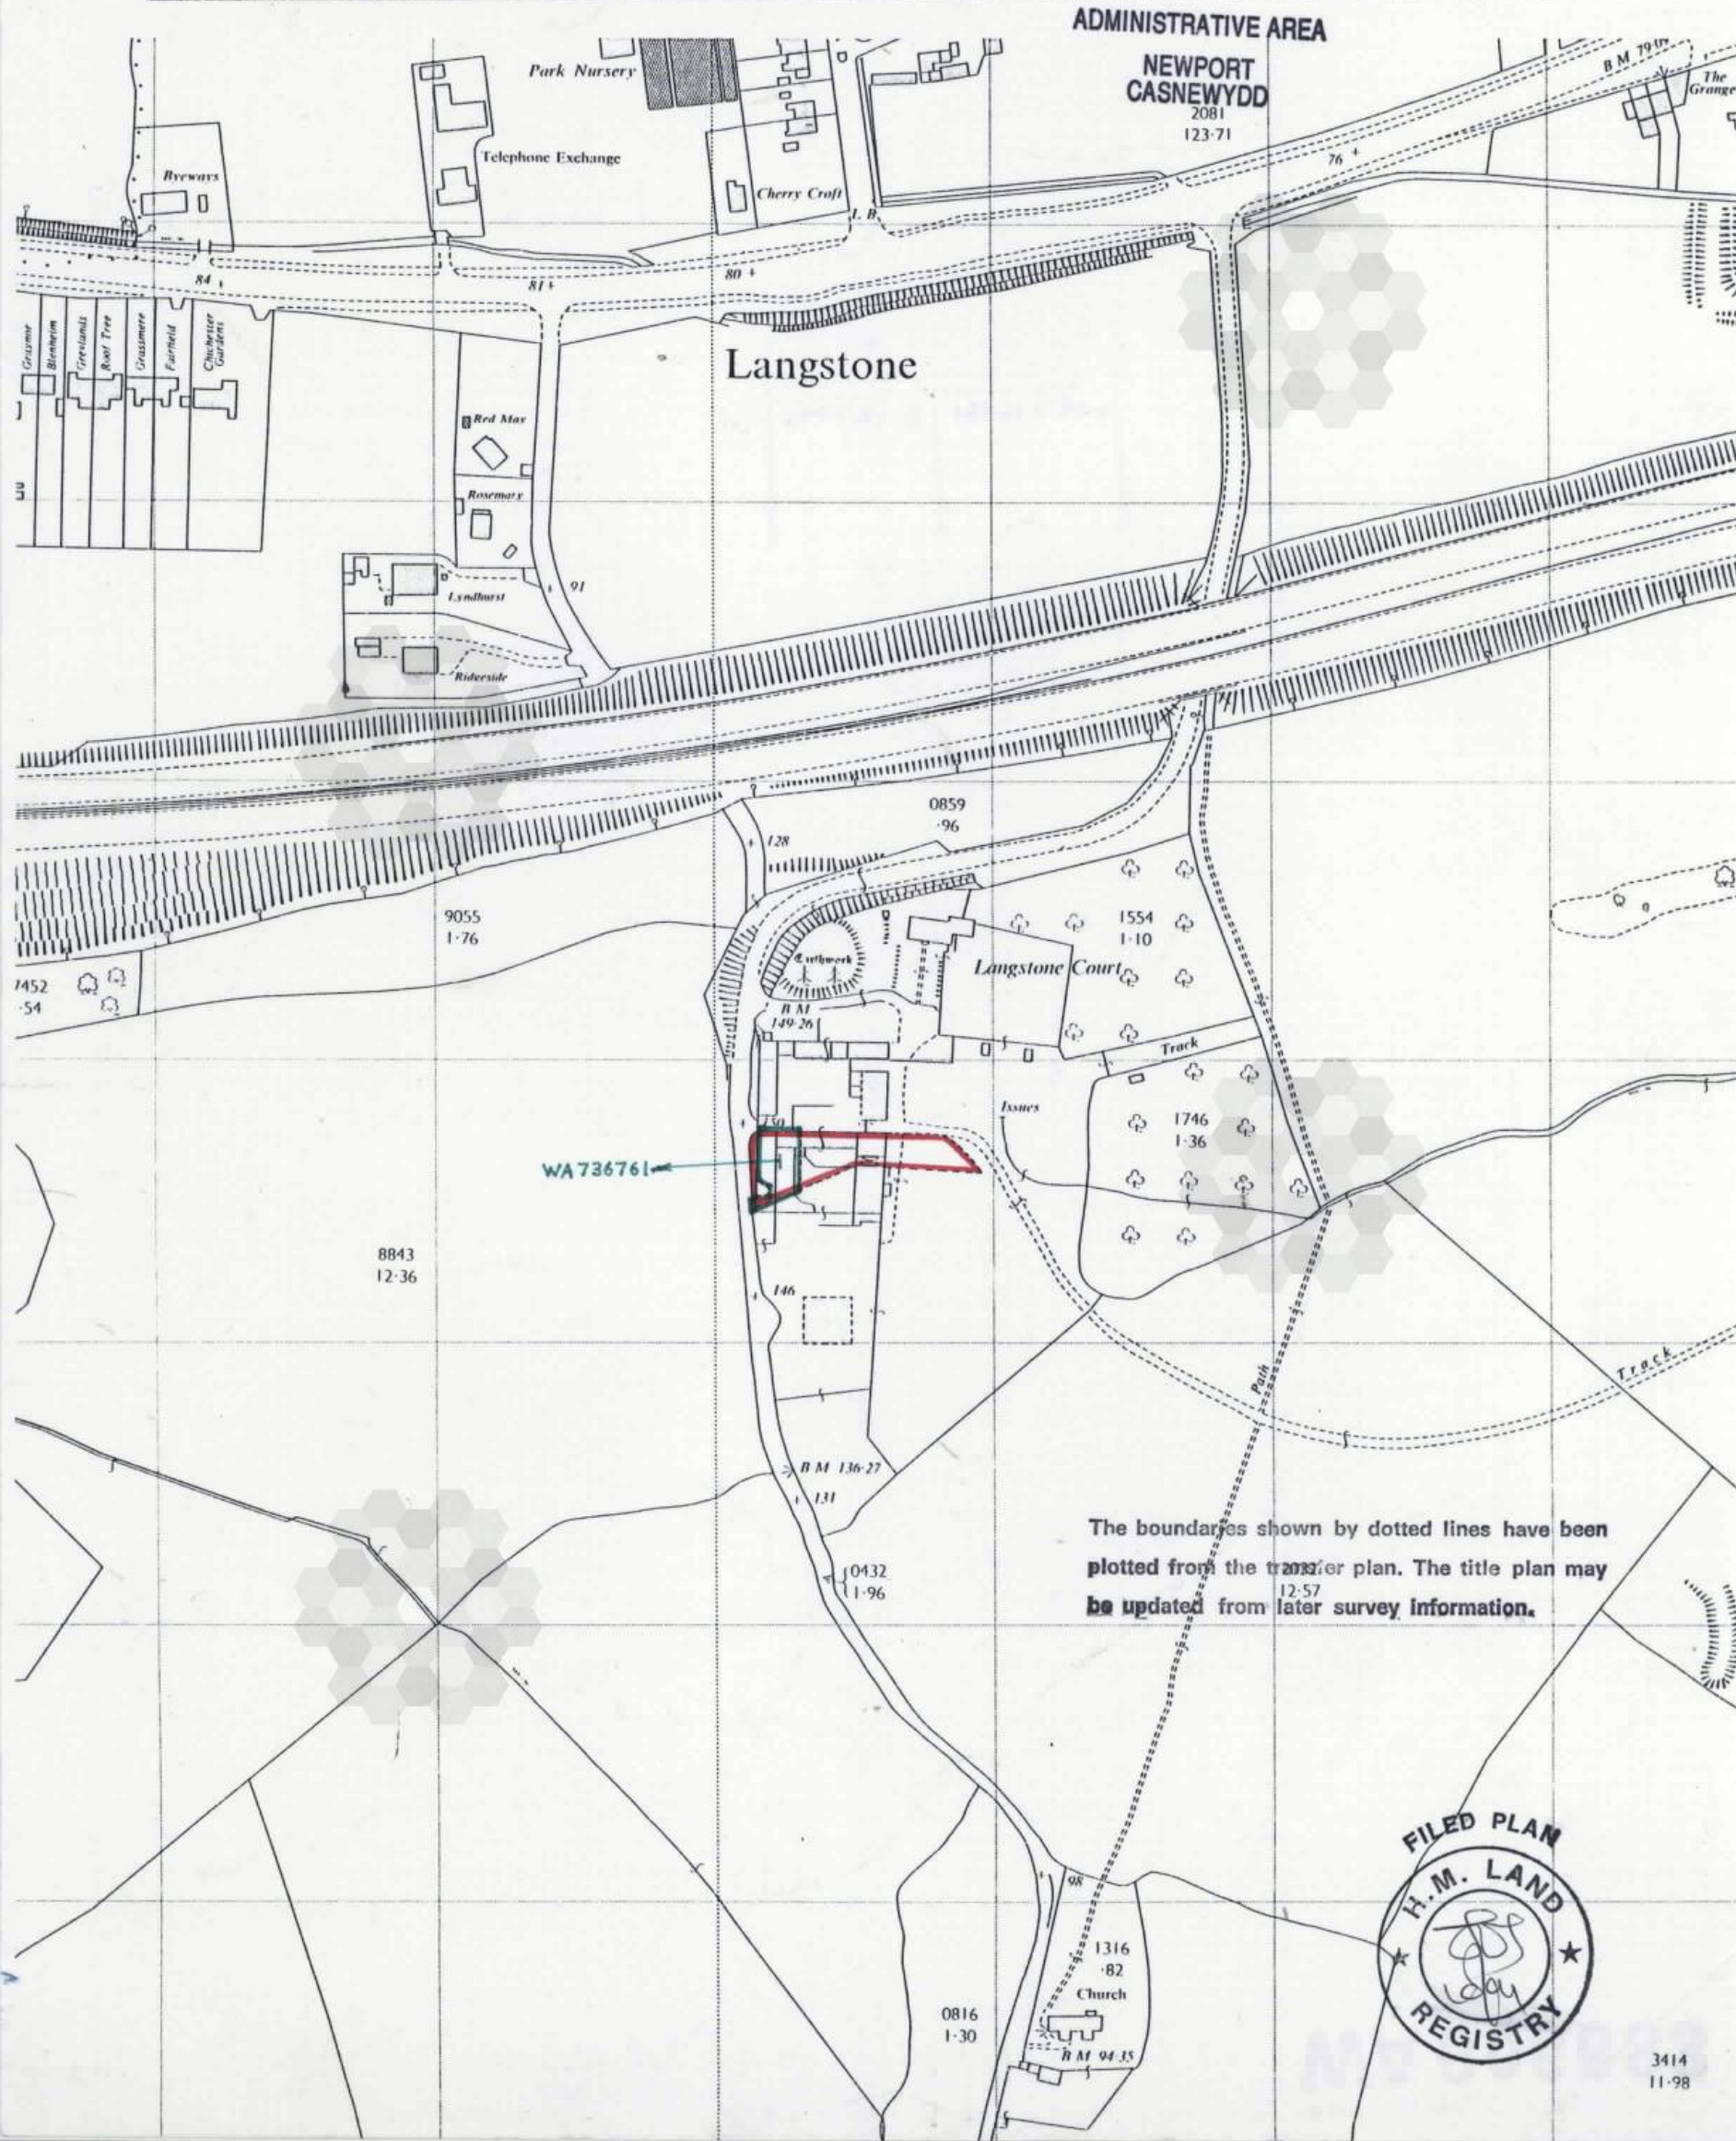 ADMINISTRATIVE AREA
NEWPORT
CASNEWYDD
2081
123·71
Park Nursery
Telephone Exchange
Byeways
Cherry Croft
L B
B M 79·0
The
Grange
76 +
84
81 +
80 +
Blenheim
Greylands
Roof Tree
Grassmere
Fairfield
Chichester
Gardens
Langstone
Red May
Rosemary
Lyndhurst
91
Riderside
0859
·96
128
9055
1·76
1554
1·10
7452
·54
Earthwork
Langstone Court
B M
149·26
Track
Issues
1746
1·36
150
WA736761
8843
12·36
146
Track
Path
B M 136·27
131
0432
1·96
The boundaries shown by dotted lines have been
plotted from the transfer plan. The title plan may
12·57
be updated from later survey information.
FILED PLAN
H.M. LAND
REGISTRY
98
1316
·82
Church
0816
1·30
B M 94·35
3414
11·98